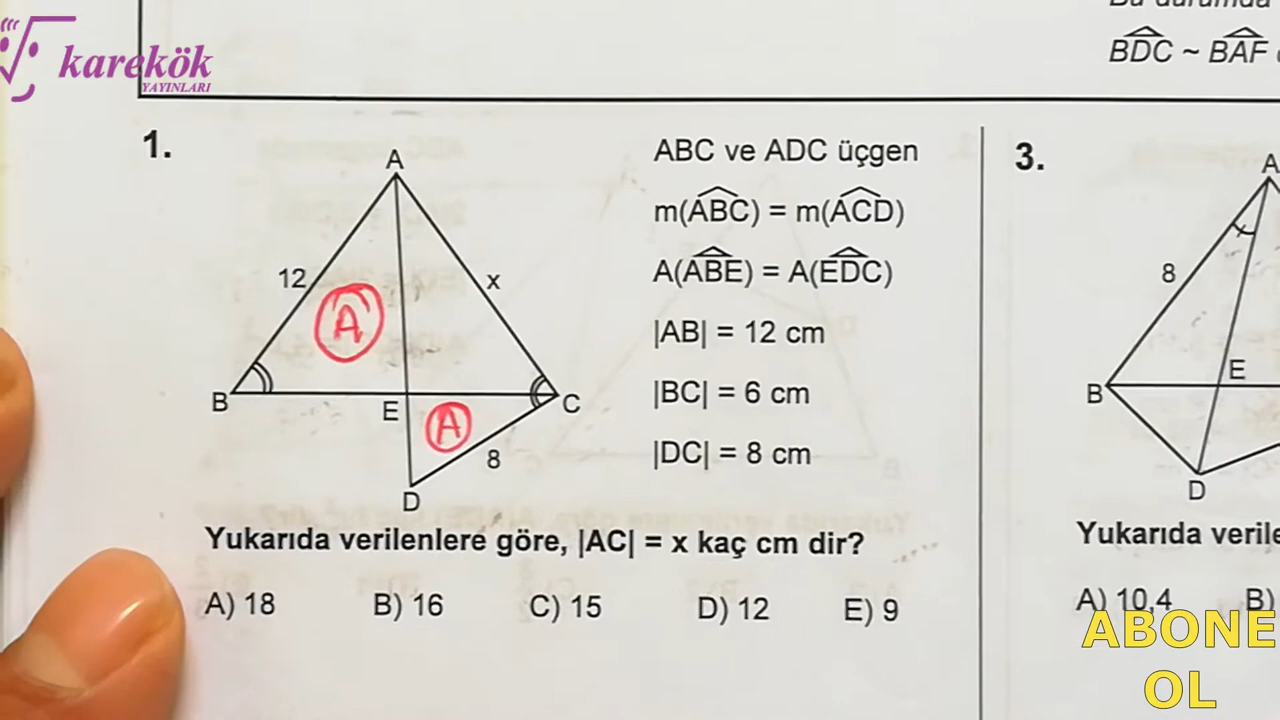 karekök
YAYINLARI
BDC ~ BAF
1.
A
12
x
A
B
E
C
A
8
D
ABC ve ADC üçgen
m(ABC) = m(ACD)
A(ABE) = A(EDC)
|AB| = 12 cm
|BC| = 6 cm
|DC| = 8 cm
Yukarıda verilenlere göre, |AC| = x kaç cm dir?
A) 18 B) 16 C) 15 D) 12 E) 9
3.
A
8
B
E
D
A) 10,4 B)
ABONE
OL